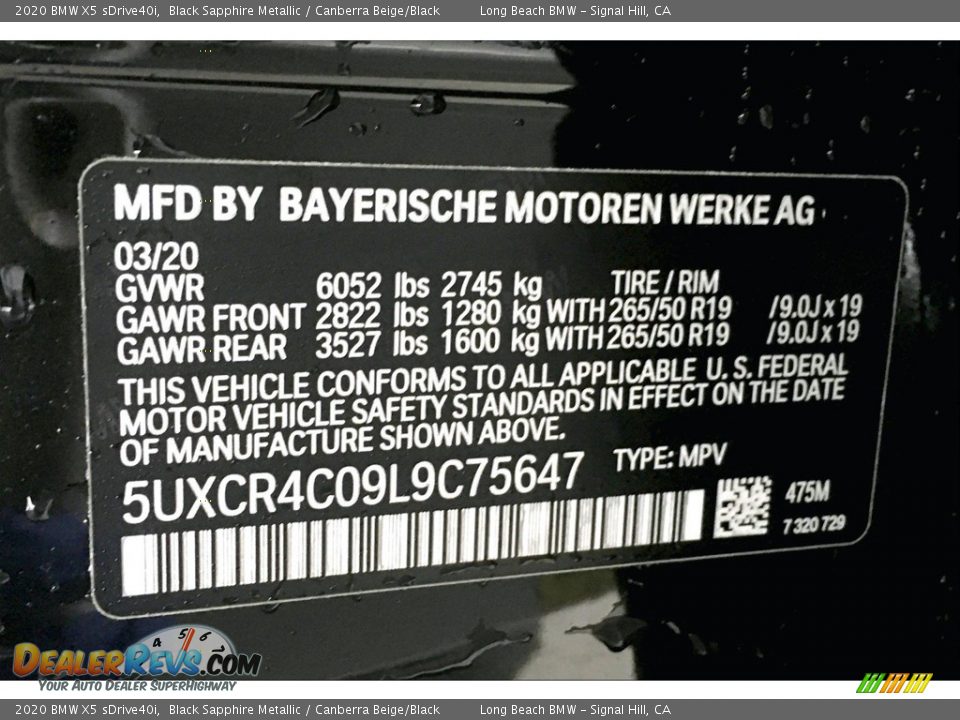 2020 BMW X5 sDrive40i, Black Sapphire Metallic / Canberra Beige/Black Long Beach BMW - Signal Hill, CA
MFD BY BAYERISCHE MOTOREN WERKE AG
03/20
GVWR 6052 lbs 2745 kg TIRE / RIM
GAWR FRONT 2822 lbs 1280 kg WITH 265/50 R19 /9.0J x 19
GAWR REAR 3527 lbs 1600 kg WITH 265/50 R19 /9.0J x 19
THIS VEHICLE CONFORMS TO ALL APPLICABLE U. S. FEDERAL
MOTOR VEHICLE SAFETY STANDARDS IN EFFECT ON THE DATE
OF MANUFACTURE SHOWN ABOVE.
5UXCR4C09L9C75647 TYPE: MPV
475M
7 320 729
4 5 6
DEALERREVS.COM
YOUR AUTO DEALER SUPERHIGHWAY
2020 BMW X5 sDrive40i, Black Sapphire Metallic / Canberra Beige/Black Long Beach BMW - Signal Hill, CA